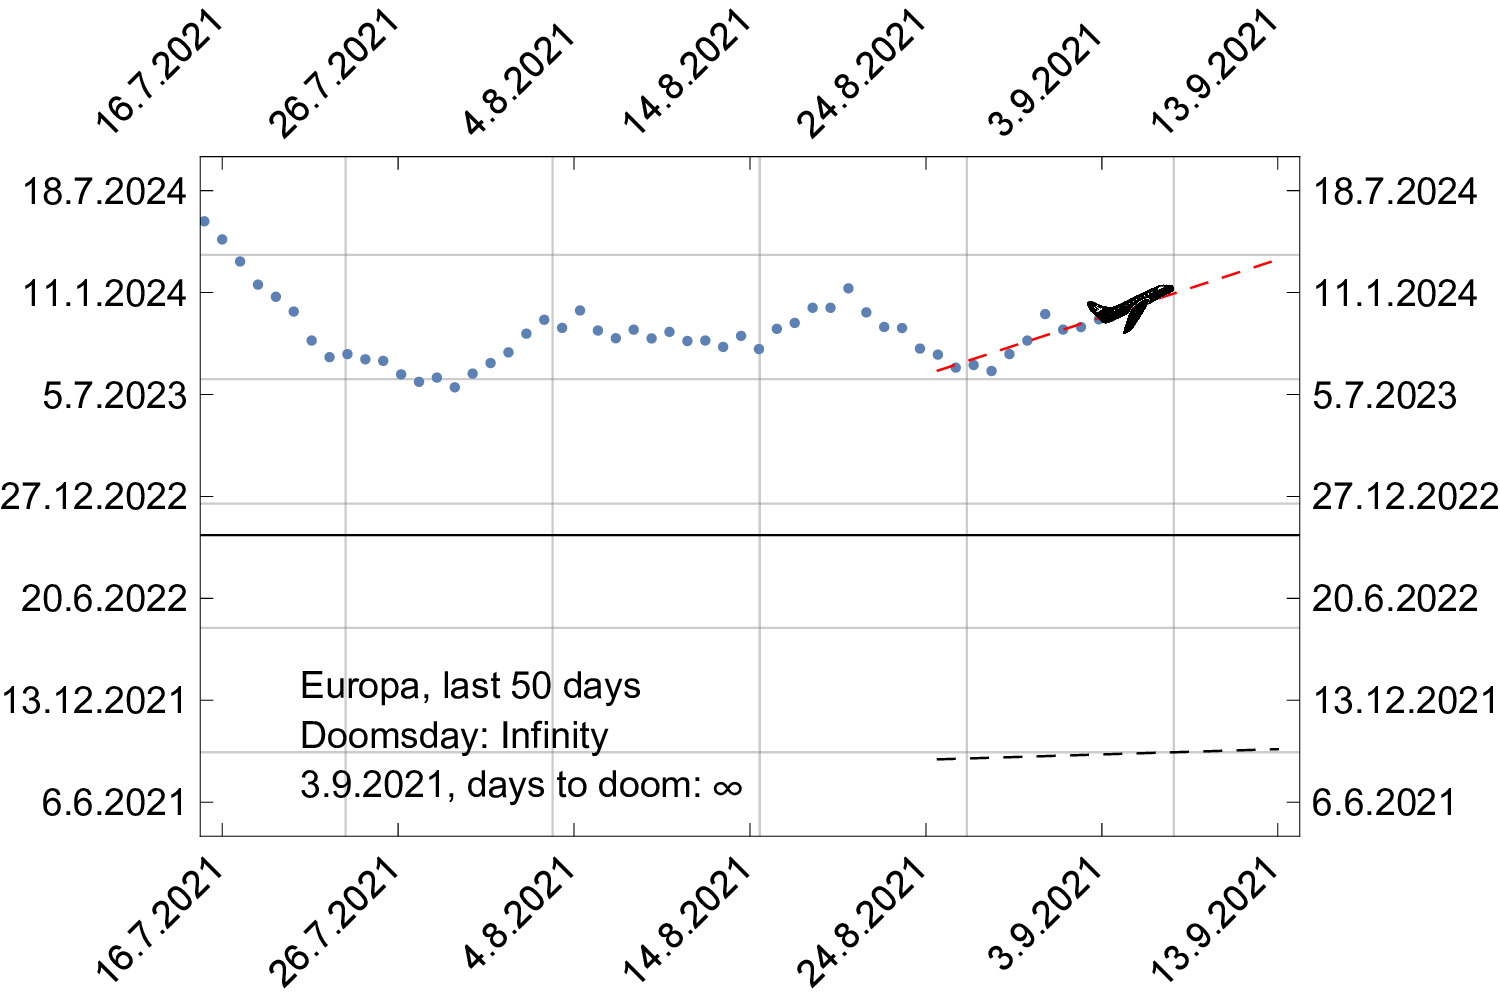 16.7.2021 26.7.2021 4.8.2021 14.8.2021 24.8.2021 3.9.2021 13.9.2021
18.7.2024 18.7.2024
11.1.2024 11.1.2024
5.7.2023 5.7.2023
27.12.2022 27.12.2022
20.6.2022 20.6.2022
Europa, last 50 days
13.12.2021 13.12.2021
Doomsday: Infinity
3.9.2021, days to doom: ∞
6.6.2021 6.6.2021
16.7.2021 26.7.2021 4.8.2021 14.8.2021 24.8.2021 3.9.2021 13.9.2021